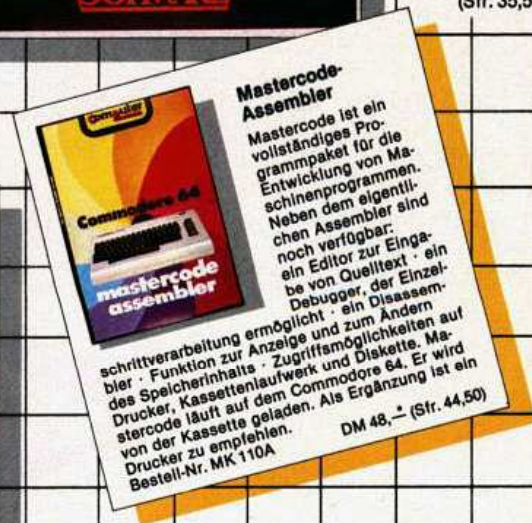 (Sfr. 35,5
computer
Commodore 64
mastercode
assembler
Mastercode-
Assembler
Mastercode ist ein
vollständiges Pro-
grammpaket für die
Entwicklung von Ma-
schinenprogrammen.
Neben dem eigentli-
chen Assembler sind
noch verfügbar:
ein Editor zur Einga-
be von Quelltext · ein
Debugger, der Einzel-
schrittverarbeitung ermöglicht · ein Disassem-
bler · Funktion zur Anzeige und zum Ändern
des Speicherinhalts · Zugriffsmöglichkeiten auf
Drucker, Kassettenlaufwerk und Diskette. Ma-
stercode läuft auf dem Commodore 64. Er wird
von der Kassette geladen. Als Ergänzung ist ein
Drucker zu empfehlen.
Bestell-Nr. MK 110A
DM 48,—* (Sfr. 44,50)